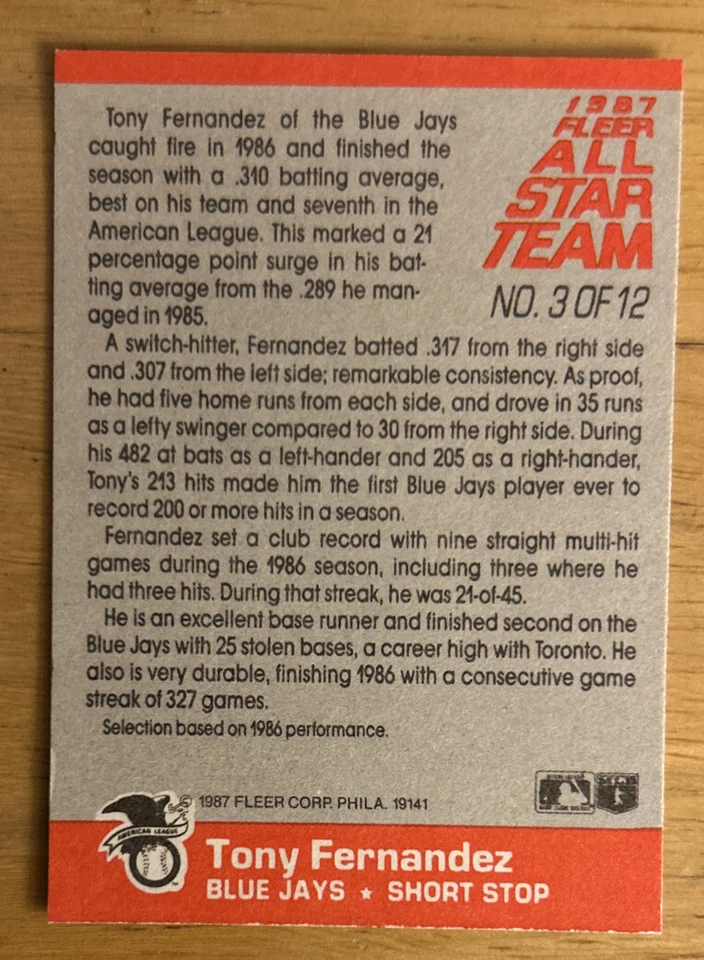 1987
FLEER
ALL
STAR
TEAM
NO. 3 OF 12
Tony Fernandez of the Blue Jays
caught fire in 1986 and finished the
season with a .310 batting average,
best on his team and seventh in the
American League. This marked a 21
percentage point surge in his bat-
ting average from the .289 he man-
aged in 1985.
A switch-hitter, Fernandez batted .317 from the right side
and .307 from the left side; remarkable consistency. As proof,
he had five home runs from each side, and drove in 35 runs
as a lefty swinger compared to 30 from the right side. During
his 482 at bats as a left-hander and 205 as a right-hander,
Tony's 213 hits made him the first Blue Jays player ever to
record 200 or more hits in a season.
Fernandez set a club record with nine straight multi-hit
games during the 1986 season, including three where he
had three hits. During that streak, he was 21-of-45.
He is an excellent base runner and finished second on the
Blue Jays with 25 stolen bases, a career high with Toronto. He
also is very durable, finishing 1986 with a consecutive game
streak of 327 games.
Selection based on 1986 performance.
© 1987 FLEER CORP. PHILA. 19141
AMERICAN LEAGUE
Tony Fernandez
BLUE JAYS ★ SHORT STOP